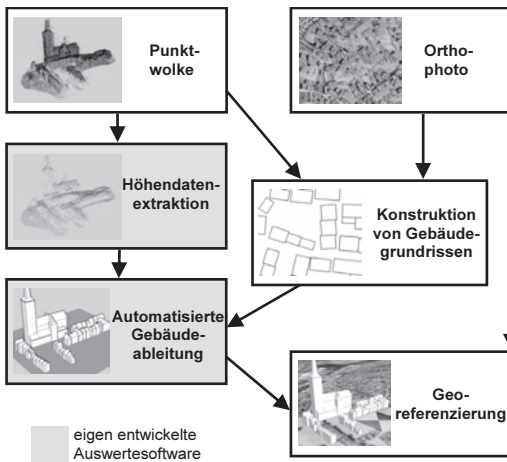 Punkt-
wolke
Ortho-
photo
Höhendaten-
extraktion
Konstruktion
von Gebäude-
grundrissen
Automatisierte
Gebäude-
ableitung
Geo-
referenzierung
eigen entwickelte
Auswertesoftware